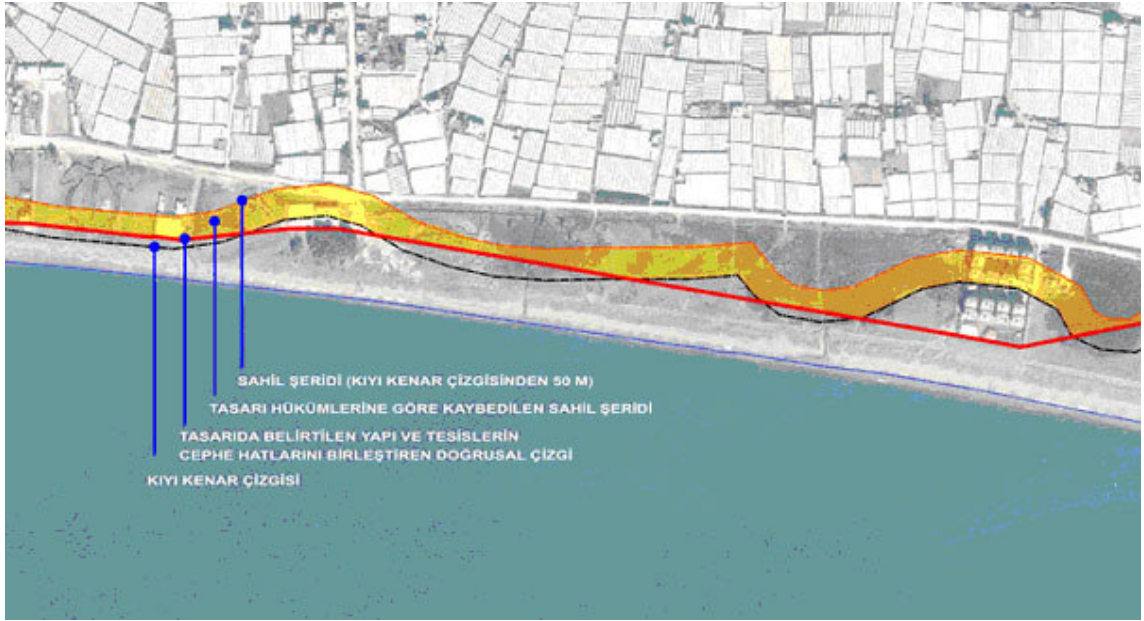 SAHİL ŞERİDİ (KIYI KENAR ÇİZGİSİNDEN 50 M)
TASARI HÜKÜMLERİNE GÖRE KAYBEDİLEN SAHİL ŞERİDİ
TASARIDA BELİRTİLEN YAPI VE TESİSLERİN
CEPHE HATLARINI BİRLEŞTİREN DOĞRUSAL ÇİZGİ
KIYI KENAR ÇİZGİSİ